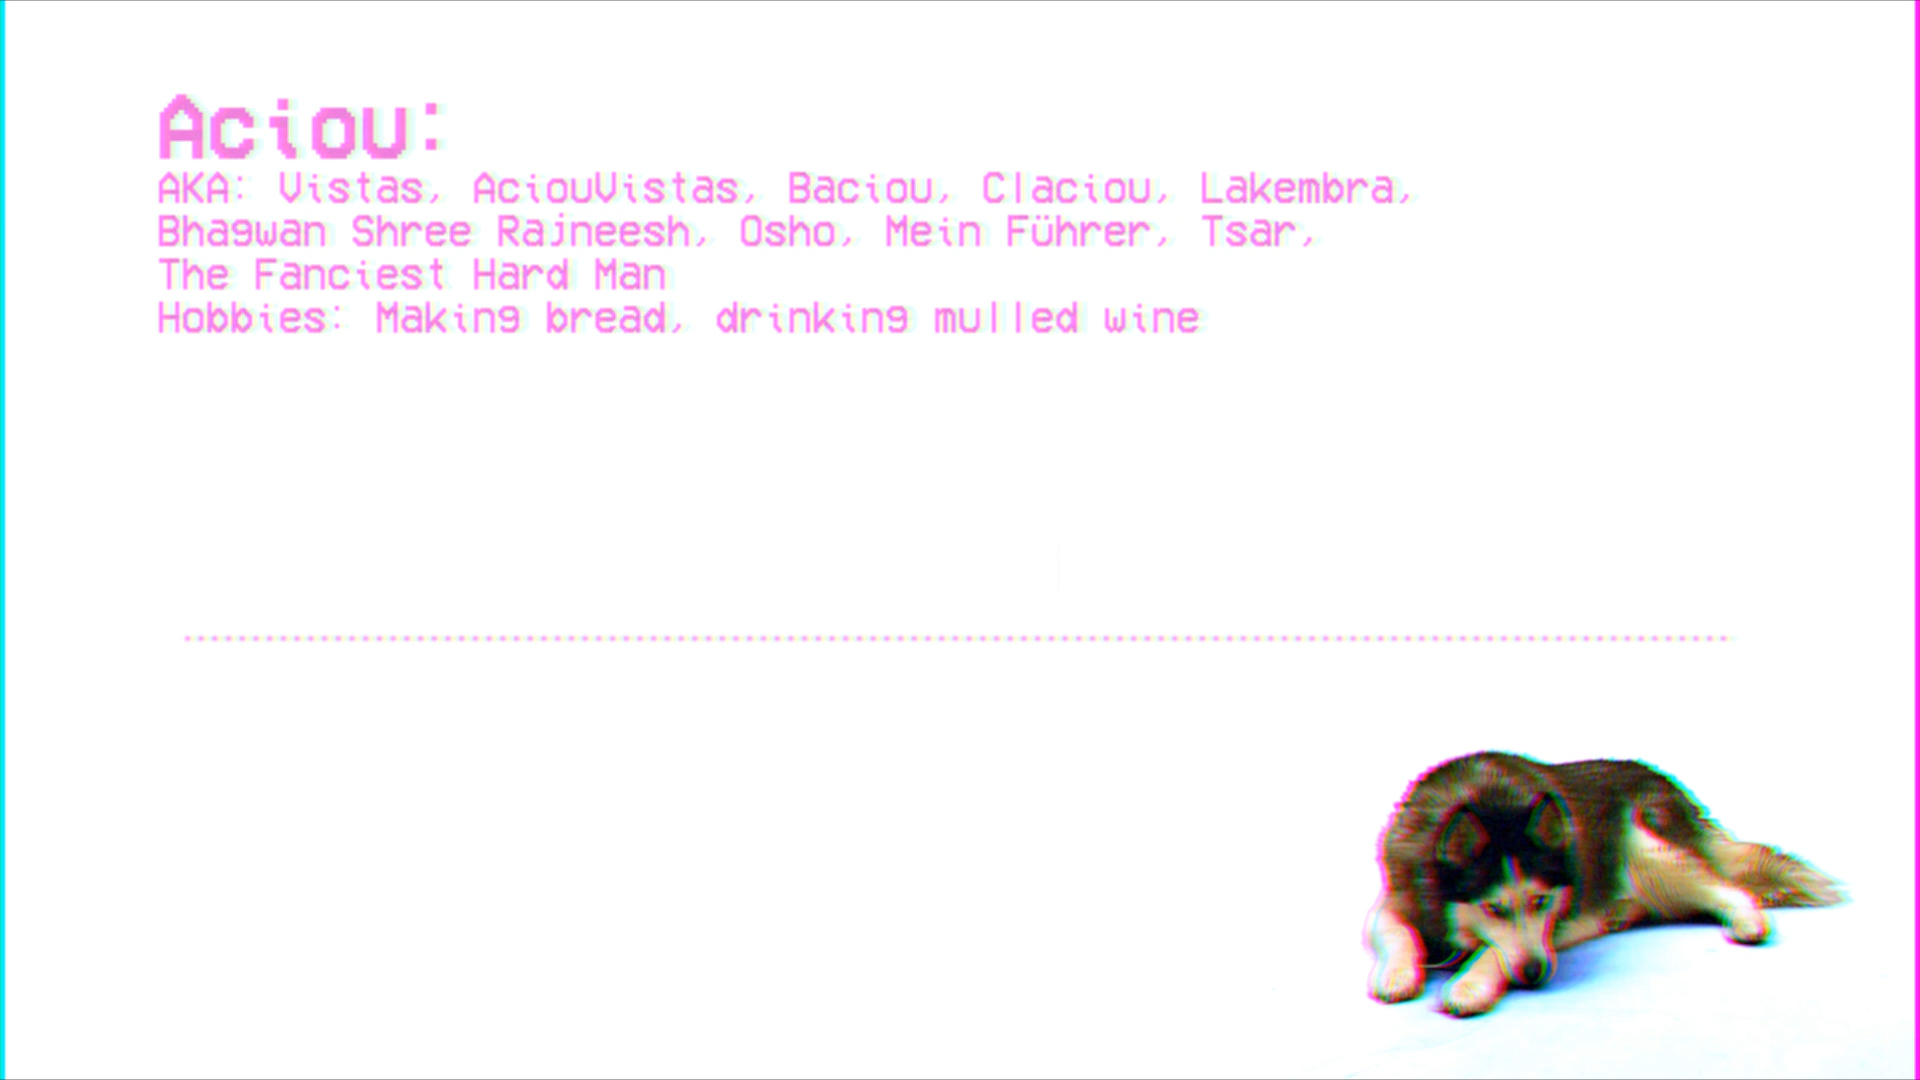 Aciou:
AKA: Vistas, AciouVistas, Baciou, Claciou, Lakembra,
Bhagwan Shree Rajneesh, Osho, Mein Führer, Tsar,
The Fanciest Hard Man
Hobbies: Making bread, drinking mulled wine